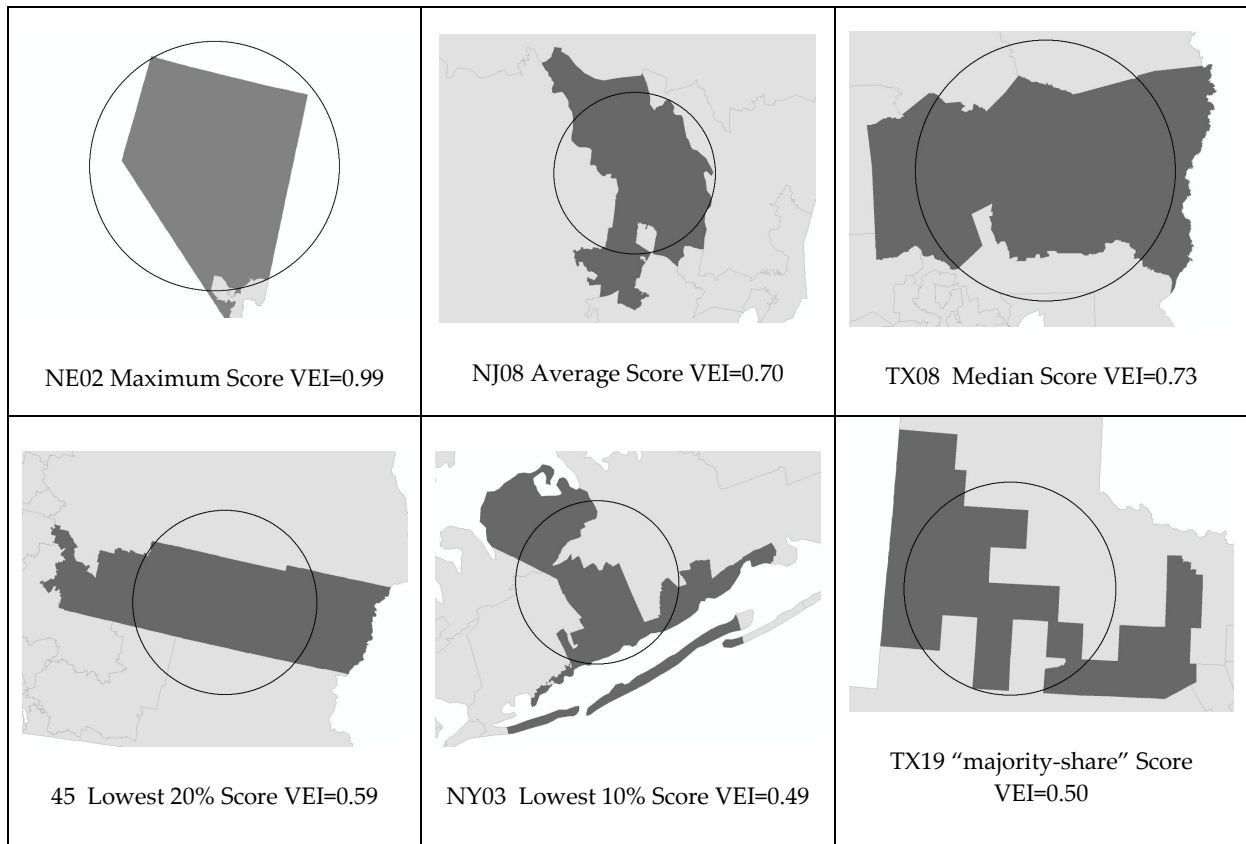 NE02 Maximum Score VEI=0.99
NJ08 Average Score VEI=0.70
TX08 Median Score VEI=0.73
45 Lowest 20% Score VEI=0.59
NY03 Lowest 10% Score VEI=0.49
TX19 “majority-share” Score
VEI=0.50